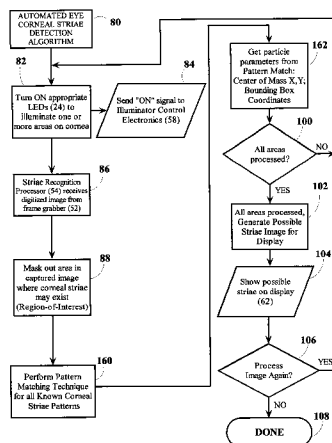 AUTOMATED EYE
CORNEAL STRIAE
DETECTION
ALGORITHM
80
82
Turn ON appropriate
LEDs (24) to
illuminate one or
more areas on cornea
84
Send "ON" signal to
Illuminator Control
Electronics (58)
86
Striae Recognition
Processor (54) receives
digitized image from
frame grabber (52)
88
Mask out area in
captured image
where corneal striae
may exist
(Region-of-Interest)
160
Perform Pattern
Matching Technique
for all Known Corneal
Striae Patterns
162
Get particle
parameters from
Pattern Match:
Center of Mass X,Y;
Bounding Box
Coordinates
100
All areas
processed?
NO
YES
102
All areas processed,
Generate Possible
Striae Image for
Display
104
Show possible
striae on display
(62)
106
Process
Image Again?
YES
NO
108
DONE